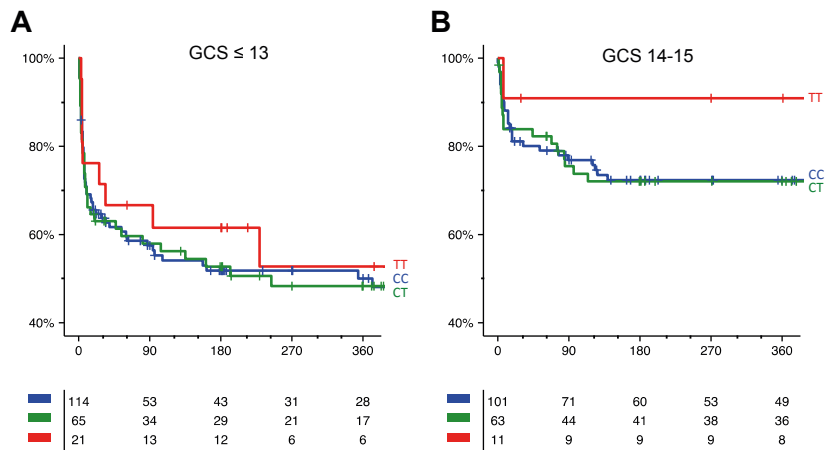 A
B
GCS ≤ 13
GCS 14-15
100%
80%
60%
40%
TT
CC
CT
0 90 180 270 360
114 53 43 31 28
65 34 29 21 17
21 13 12 6 6
100%
80%
60%
40%
TT
CC
CT
0 90 180 270 360
101 71 60 53 49
63 44 41 38 36
11 9 9 9 8